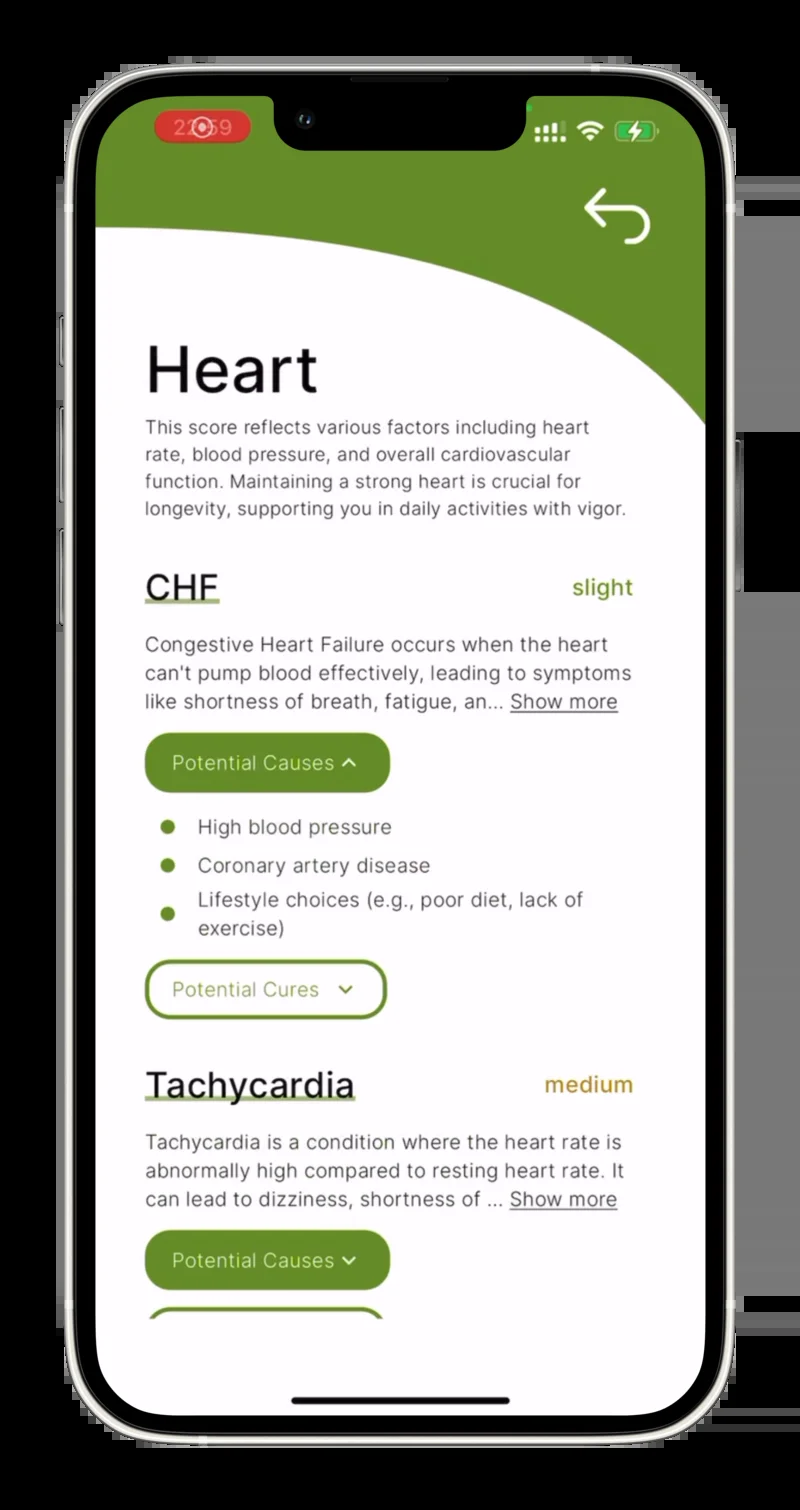 Heart
This score reflects various factors including heart
rate, blood pressure, and overall cardiovascular
function. Maintaining a strong heart is crucial for
longevity, supporting you in daily activities with vigor.
CHF
slight
Congestive Heart Failure occurs when the heart
can't pump blood effectively, leading to symptoms
like shortness of breath, fatigue, an... Show more
Potential Causes
High blood pressure
Coronary artery disease
Lifestyle choices (e.g., poor diet, lack of
exercise)
Potential Cures
Tachycardia
medium
Tachycardia is a condition where the heart rate is
abnormally high compared to resting heart rate. It
can lead to dizziness, shortness of ... Show more
Potential Causes